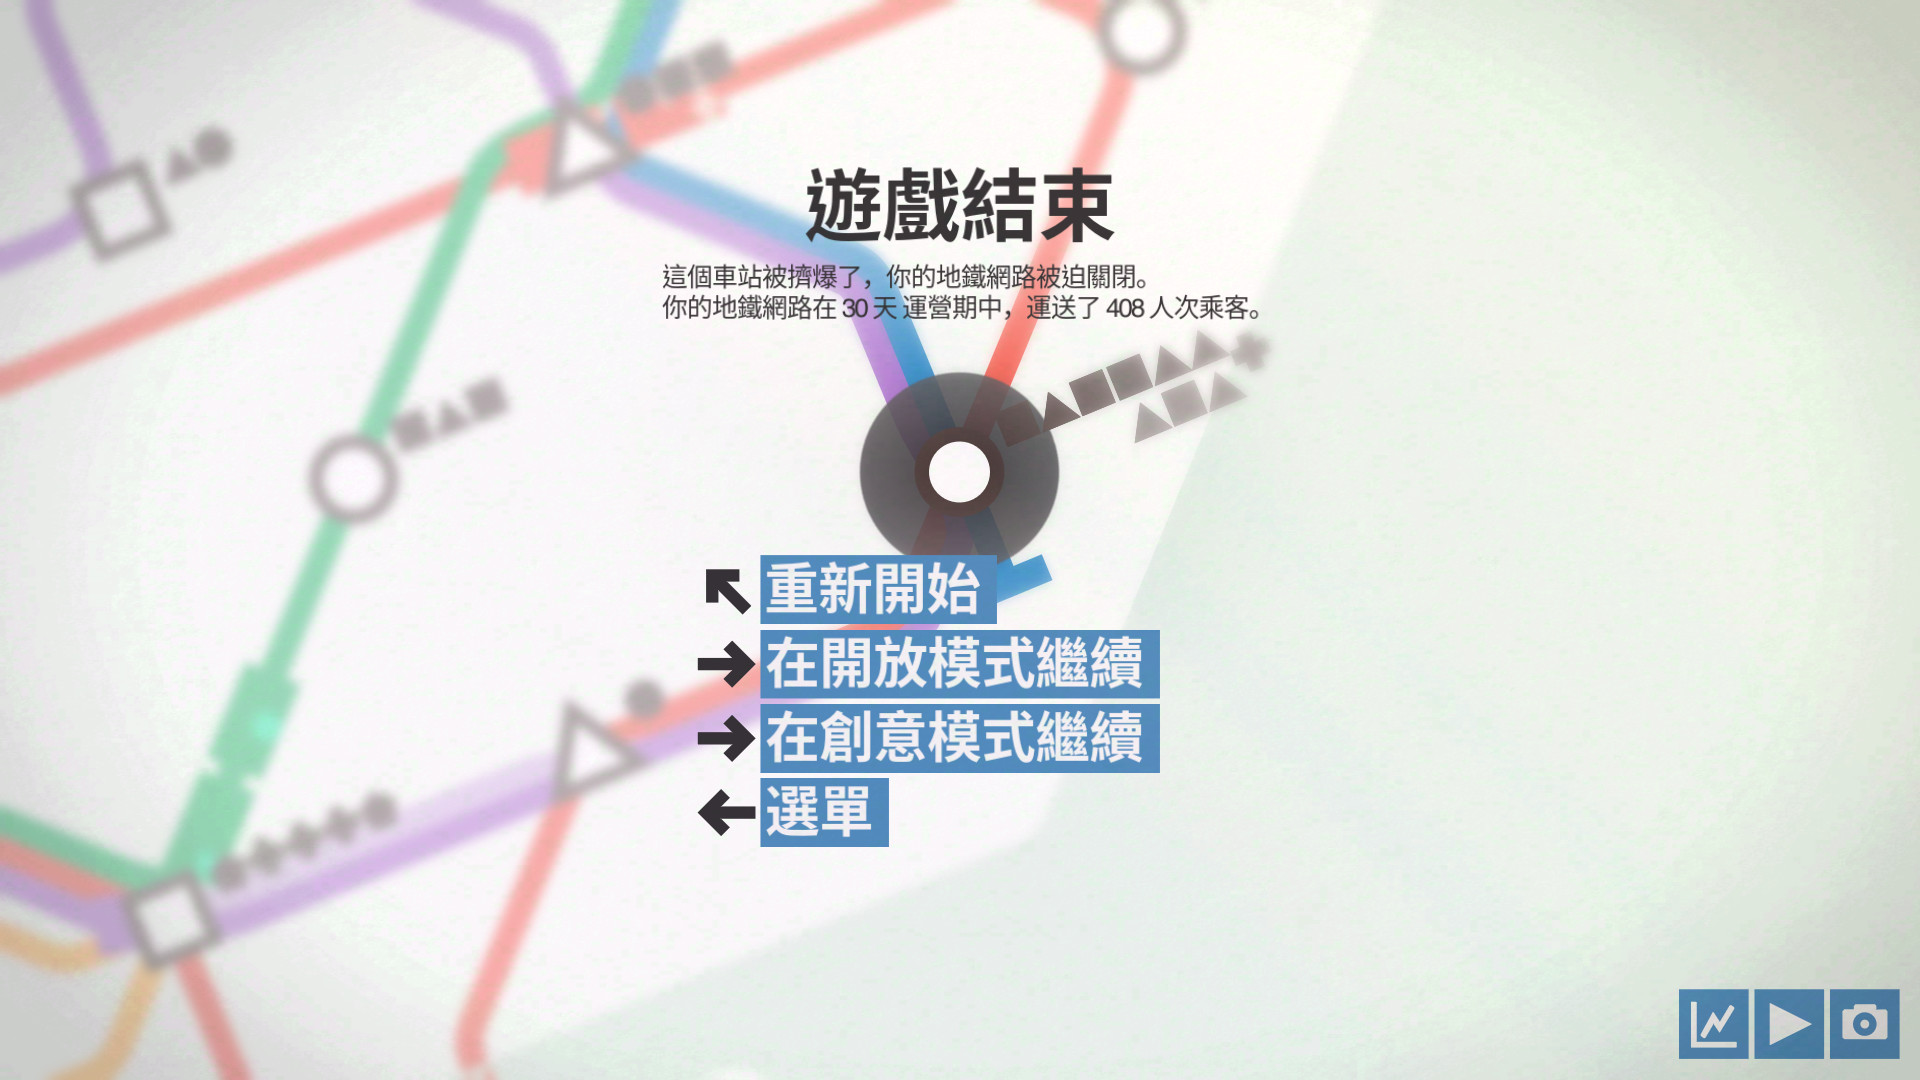 遊戲結束
這個車站被擠爆了，你的地鐵網路被迫關閉。
你的地鐵網路在 30 天 運營期中，運送了 408 人次乘客。
重新開始
在開放模式繼續
在創意模式繼續
選單